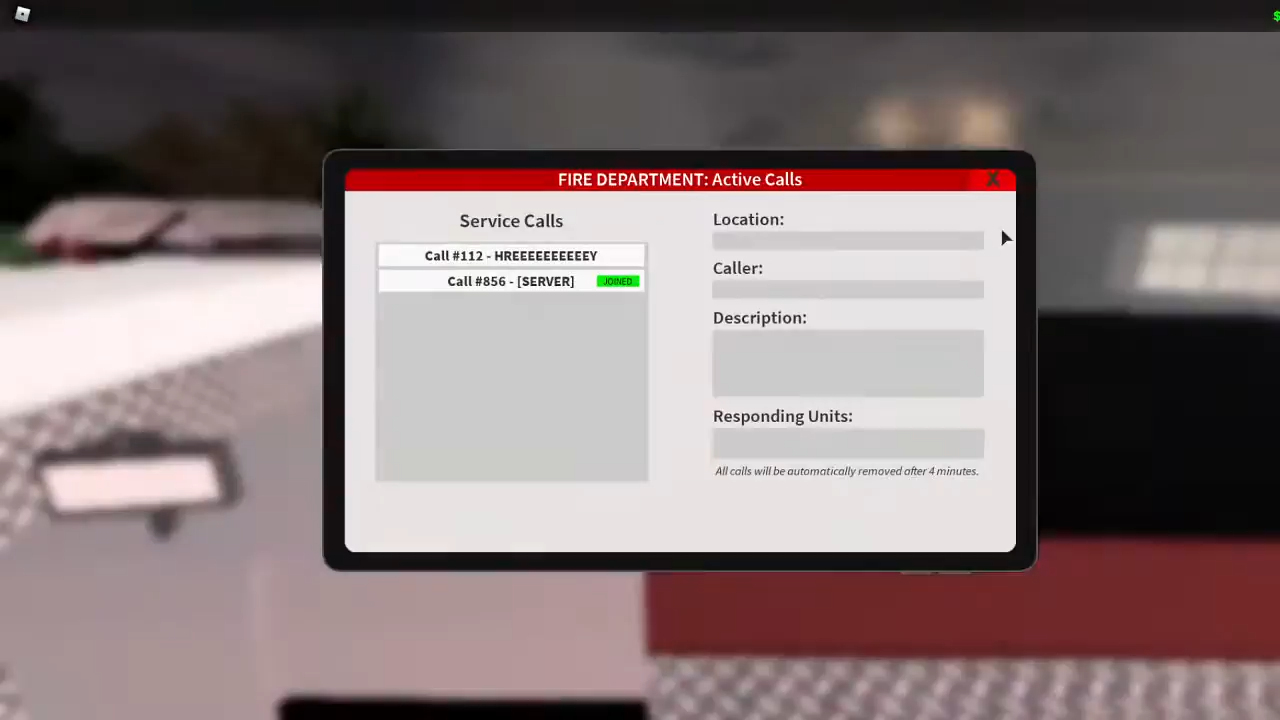 $
FIRE DEPARTMENT: Active Calls
X
Service Calls
Call #112 - HREEEEEEEEEEY
Call #856 - [SERVER]
JOINED
Location:
Caller:
Description:
Responding Units:
All calls will be automatically removed after 4 minutes.